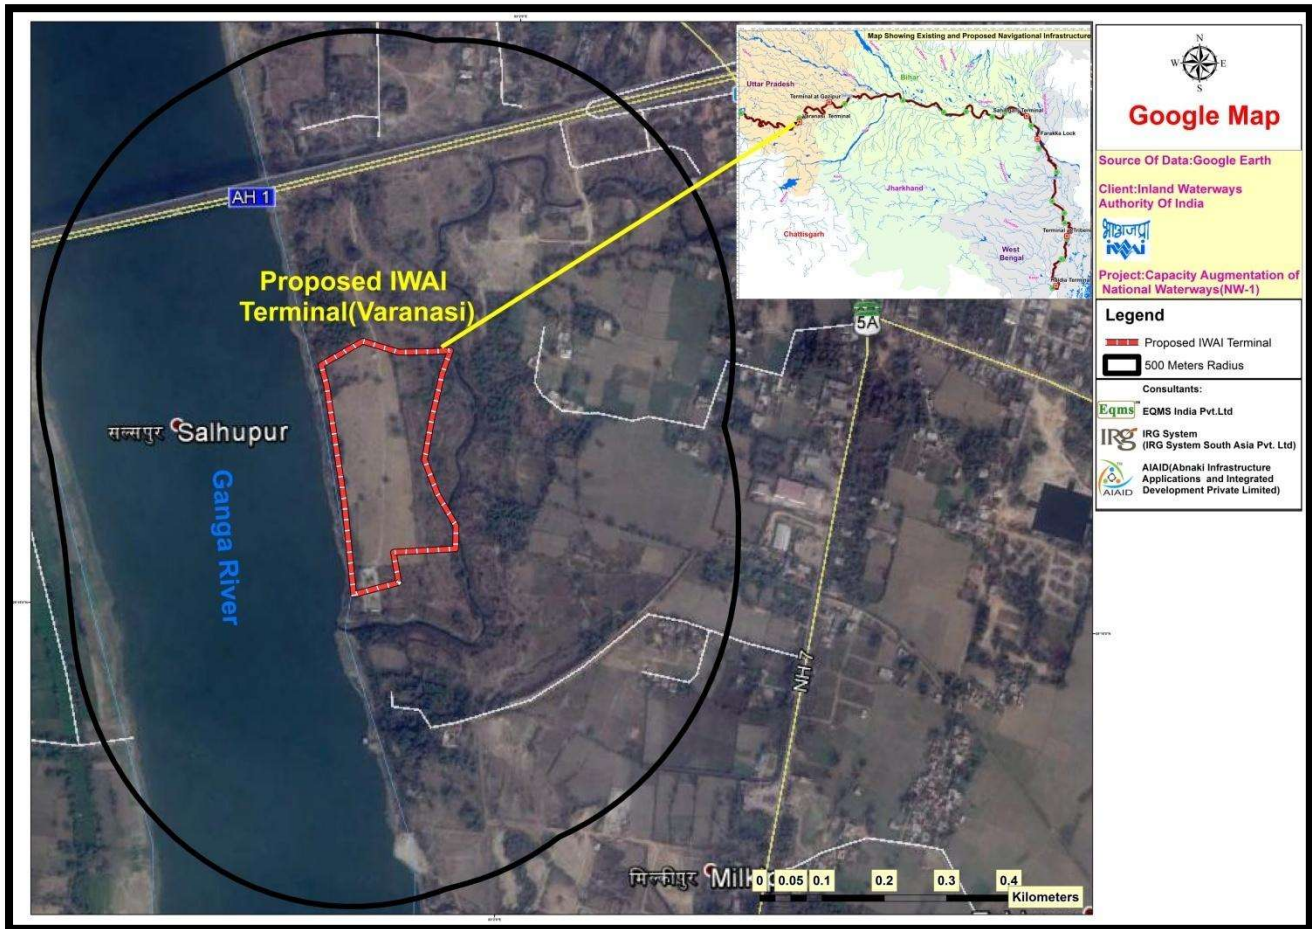 AH 1
Proposed IWAI
Terminal(Varanasi)
सल्सपुर Salhupur
Ganga River
5A
NH-7
मिल्कीपुर
0 0.05 0.1 0.2 0.3 0.4
Kilometers
Map Showing Existing and Proposed Navigational Infrastructure
Uttar Pradesh
Bihar
Terminal at Gazipur
Varanasi Terminal
Farakka Lock
Jharkhand
Chattisgarh
West
Bengal
N
W E
S
Google Map
Source Of Data:Google Earth
Client:Inland Waterways
Authority Of India
Project:Capacity Augmentation of
National Waterways(NW-1)
Legend
Proposed IWAI Terminal
500 Meters Radius
Consultants:
Eqms EQMS India Pvt.Ltd
IRG IRG System
(IRG System South Asia Pvt. Ltd)
AIAID AIAID(Abnaki Infrastructure
Applications and Integrated
Development Private Limited)